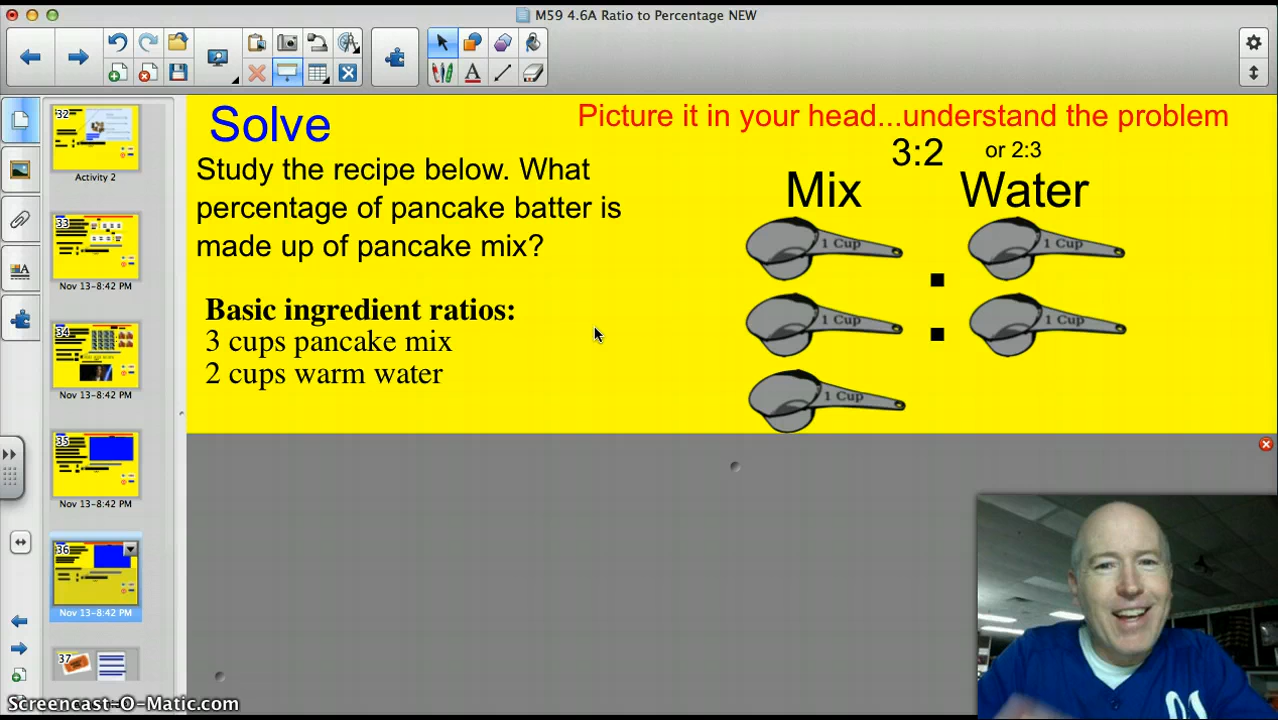 M59 4.6A Ratio to Percentage NEW
32
Activity 2
33
Nov 13-8:42 PM
34
Nov 13-8:42 PM
35
Nov 13-8:42 PM
36
Nov 13-8:42 PM
37
Solve
Study the recipe below. What
percentage of pancake batter is
made up of pancake mix?
Basic ingredient ratios:
3 cups pancake mix
2 cups warm water
Picture it in your head...understand the problem
3:2 or 2:3
Mix : Water
1 Cup 1 Cup
1 Cup 1 Cup
1 Cup
Screencast-O-Matic.com